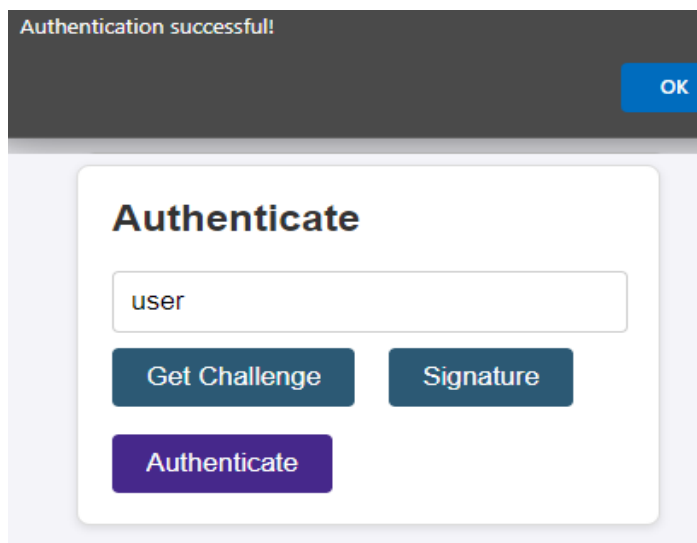 Authentication successful!
OK
Authenticate
user
Get Challenge
Signature
Authenticate